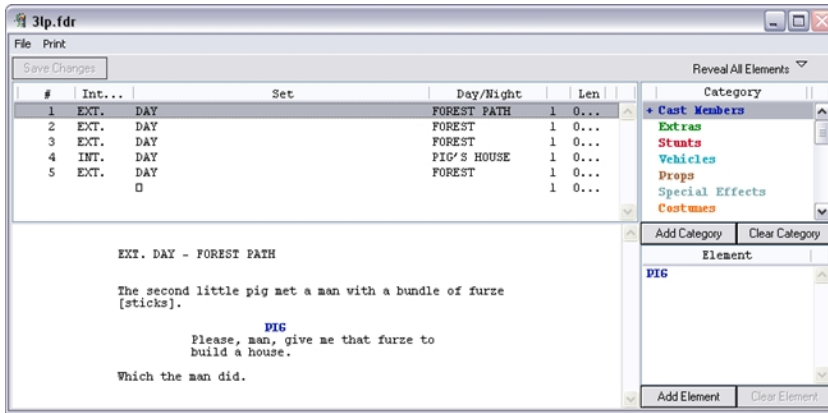 3lp.fdr
File Print
Save Changes
Reveal All Elements
# Int... Set Day/Night Len
1 EXT. DAY FOREST PATH 1 0...
2 EXT. DAY FOREST 1 0...
3 EXT. DAY FOREST 1 0...
4 INT. DAY PIG'S HOUSE 1 0...
5 EXT. DAY FOREST 1 0...
1 0...
Category
+ Cast Members
Extras
Stunts
Vehicles
Props
Special Effects
Costumes
Add Category Clear Category
EXT. DAY - FOREST PATH
The second little pig met a man with a bundle of furze
[sticks].
PIG
Please, man, give me that furze to
build a house.
Which the man did.
Element
PIG
Add Element Clear Element